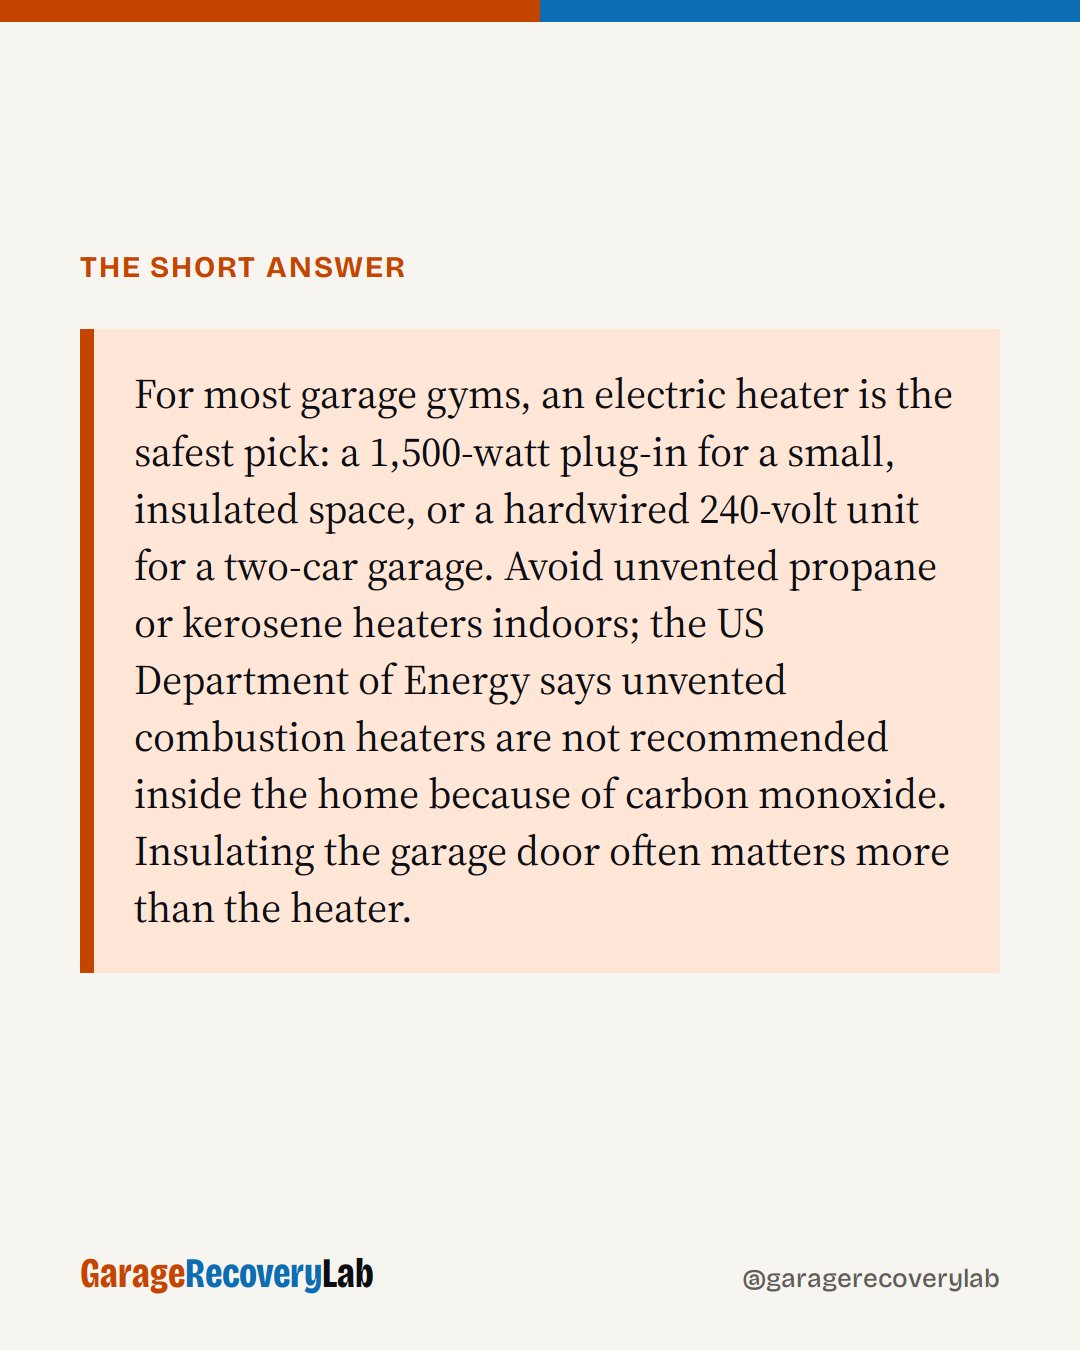 THE SHORT ANSWER
For most garage gyms, an electric heater is the
safest pick: a 1,500-watt plug-in for a small,
insulated space, or a hardwired 240-volt unit
for a two-car garage. Avoid unvented propane
or kerosene heaters indoors; the US
Department of Energy says unvented
combustion heaters are not recommended
inside the home because of carbon monoxide.
Insulating the garage door often matters more
than the heater.
GarageRecoveryLab
@garagerecoverylab